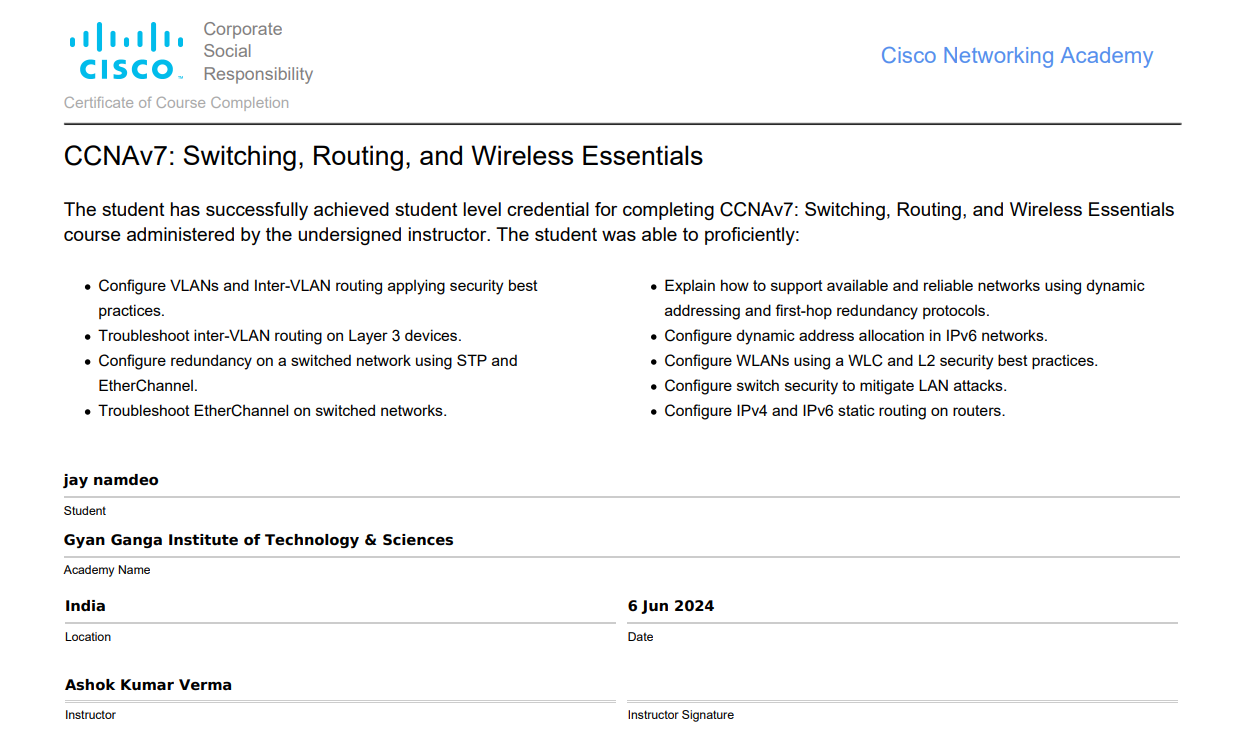 Corporate
Social
CISCO™ Responsibility
Cisco Networking Academy
Certificate of Course Completion
CCNAv7: Switching, Routing, and Wireless Essentials
The student has successfully achieved student level credential for completing CCNAv7: Switching, Routing, and Wireless Essentials
course administered by the undersigned instructor. The student was able to proficiently:
• Configure VLANs and Inter-VLAN routing applying security best
practices.
• Troubleshoot inter-VLAN routing on Layer 3 devices.
• Configure redundancy on a switched network using STP and
EtherChannel.
• Troubleshoot EtherChannel on switched networks.
• Explain how to support available and reliable networks using dynamic
addressing and first-hop redundancy protocols.
• Configure dynamic address allocation in IPv6 networks.
• Configure WLANs using a WLC and L2 security best practices.
• Configure switch security to mitigate LAN attacks.
• Configure IPv4 and IPv6 static routing on routers.
jay namdeo
Student
Gyan Ganga Institute of Technology & Sciences
Academy Name
India
Location
6 Jun 2024
Date
Ashok Kumar Verma
Instructor
Instructor Signature